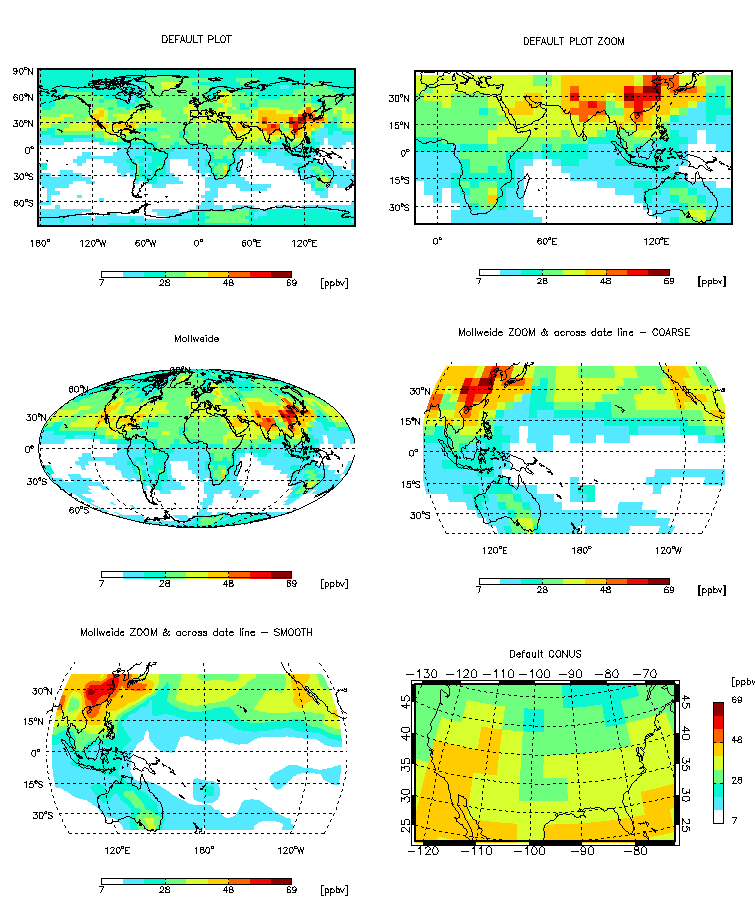 DEFAULT PLOT
90°N
60°N
30°N
0°
30°S
60°S
180° 120°W 60°W 0° 60°E 120°E
7 28 48 69 [ppbv]
DEFAULT PLOT ZOOM
30°N
15°N
0°
15°S
30°S
0° 60°E 120°E
7 28 48 69 [ppbv]
Mollweide
90°N
60°N
30°N
0°
30°S
60°S
7 28 48 69 [ppbv]
Mollweide ZOOM & across date line - COARSE
30°N
15°N
0°
15°S
30°S
120°E 180° 120°W
7 28 48 69 [ppbv]
Mollweide ZOOM & across date line - SMOOTH
30°N
15°N
0°
15°S
30°S
120°E 160° 120°W
7 28 48 69 [ppbv]
Default CONUS
-130 -120 -110 -100 -90 -80 -70
45 45
40 40
35 35
30 30
25 25
-120 -110 -100 -90 -80
[ppbv
69
48
28
7